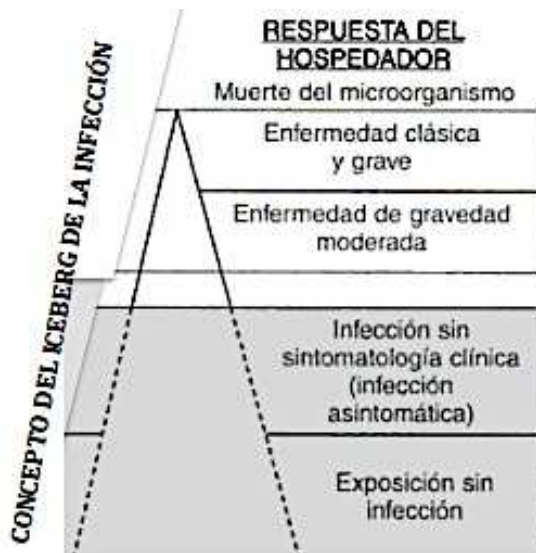 CONCEPTO DEL ICEBERG DE LA INFECCIÓN
RESPUESTA DEL
HOSPEDADOR
Muerte del microorganismo
Enfermedad clásica
y grave
Enfermedad de gravedad
moderada
Infección sin
sintomatología clínica
(infección
asintomática)
Exposición sin
infección